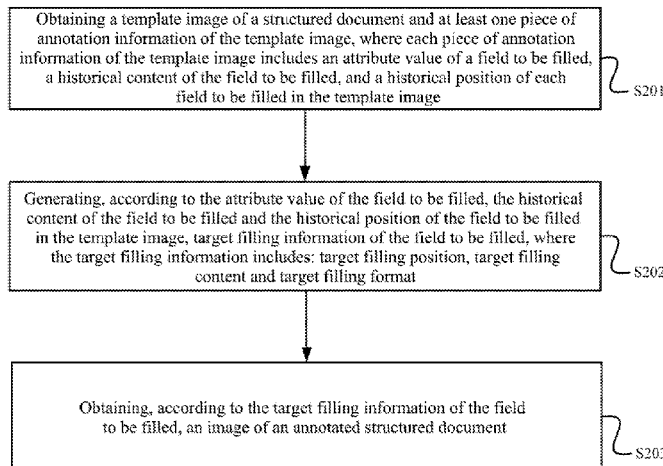 Obtaining a template image of a structured document and at least one piece of
annotation information of the template image, where each piece of annotation
information of the template image includes an attribute value of a field to be filled,
a historical content of the field to be filled, and a historical position of each
field to be filled in the template image
S201
Generating, according to the attribute value of the field to be filled, the historical
content of the field to be filled and the historical position of the field to be filled
in the template image, target filling information of the field to be filled, where
the target filling information includes: target filling position, target filling
content and target filling format
S202
Obtaining, according to the target filling information of the field
to be filled, an image of an annotated structured document
S203